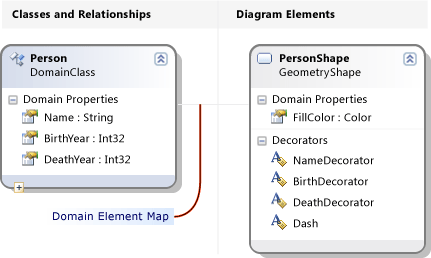 Classes and Relationships
Diagram Elements
Person
DomainClass
Domain Properties
Name : String
BirthYear : Int32
DeathYear : Int32
Domain Element Map
PersonShape
GeometryShape
Domain Properties
FillColor : Color
Decorators
NameDecorator
BirthDecorator
DeathDecorator
Dash